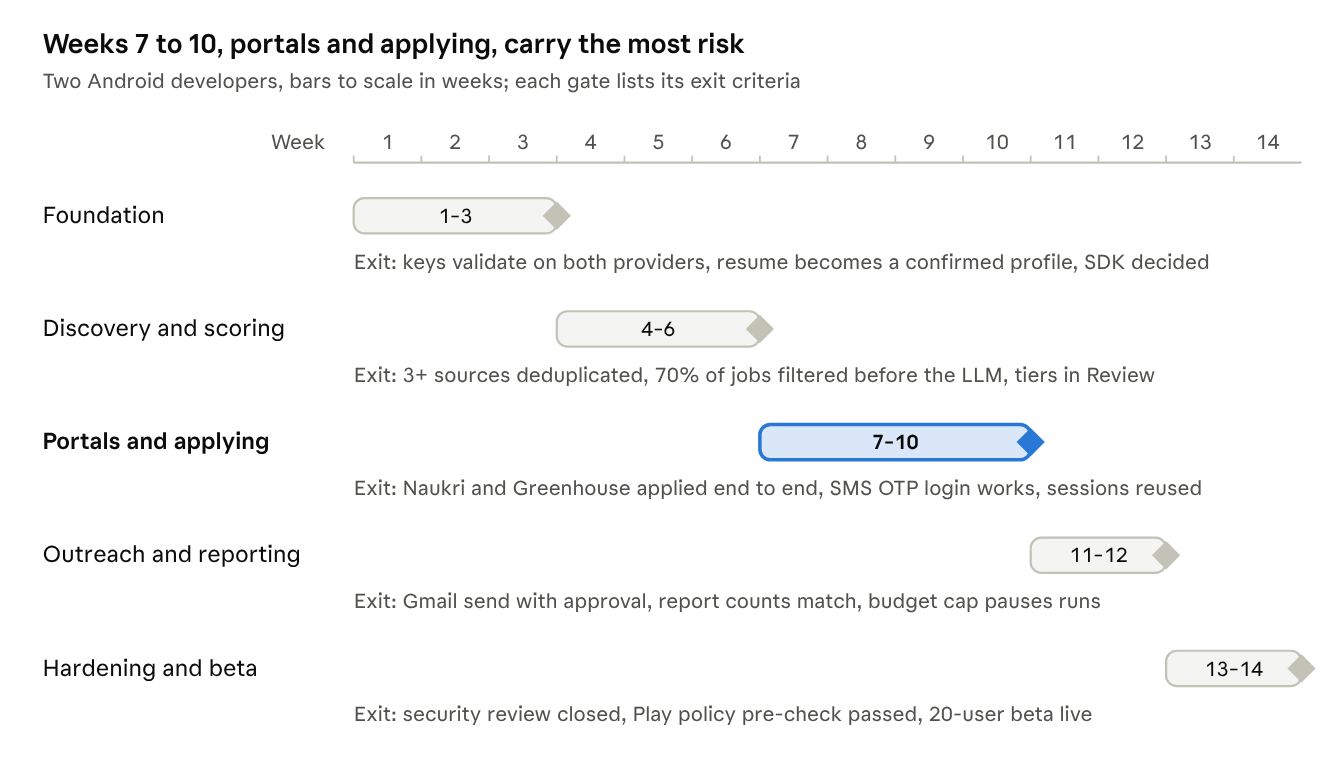 Weeks 7 to 10, portals and applying, carry the most risk
Two Android developers, bars to scale in weeks; each gate lists its exit criteria
Week 1 2 3 4 5 6 7 8 9 10 11 12 13 14
Foundation 1–3
Exit: keys validate on both providers, resume becomes a confirmed profile, SDK decided
Discovery and scoring 4–6
Exit: 3+ sources deduplicated, 70% of jobs filtered before the LLM, tiers in Review
Portals and applying 7–10
Exit: Naukri and Greenhouse applied end to end, SMS OTP login works, sessions reused
Outreach and reporting 11–12
Exit: Gmail send with approval, report counts match, budget cap pauses runs
Hardening and beta 13–14
Exit: security review closed, Play policy pre-check passed, 20-user beta live